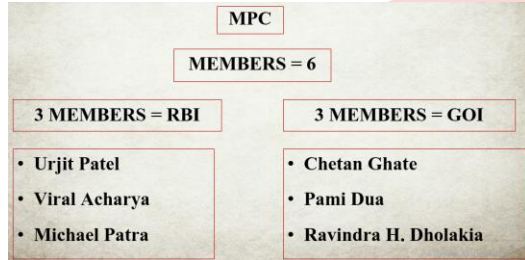 MPC
MEMBERS = 6
3 MEMBERS = RBI
3 MEMBERS = GOI
• Urjit Patel
• Viral Acharya
• Michael Patra
• Chetan Ghate
• Pami Dua
• Ravindra H. Dholakia